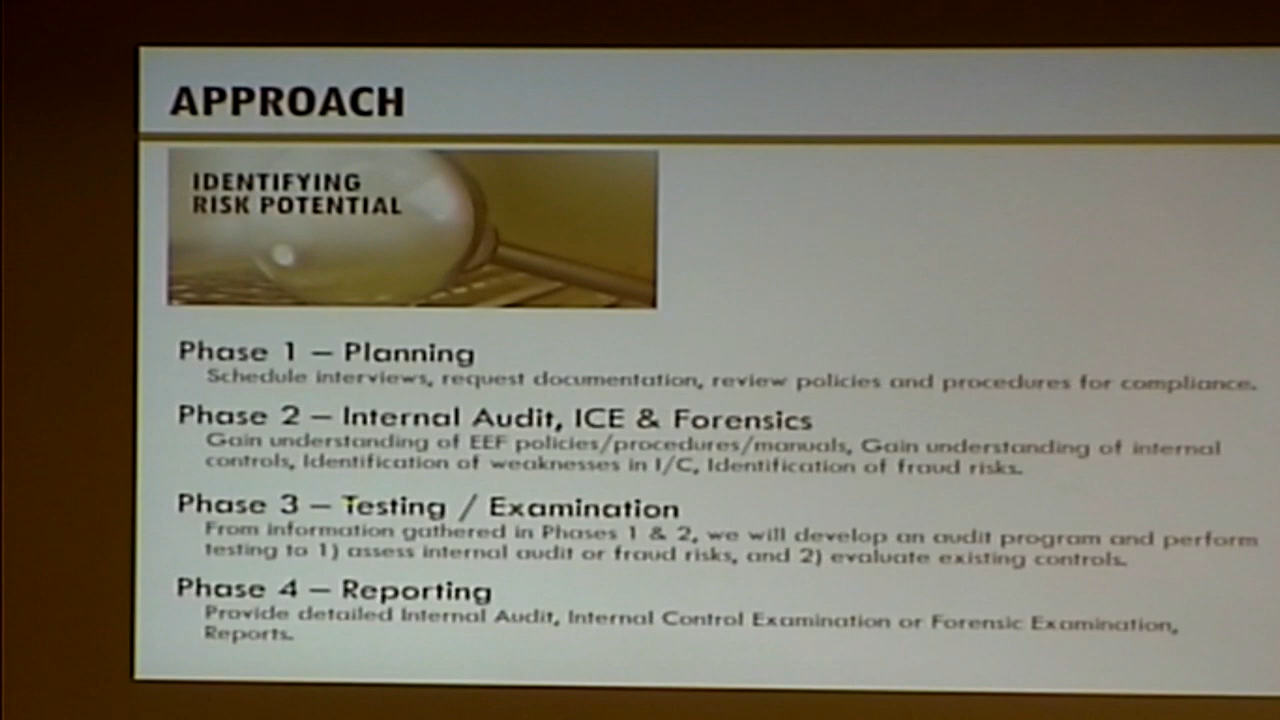 APPROACH
IDENTIFYING
RISK POTENTIAL
Phase 1 – Planning
Schedule interviews, request documentation, review policies and procedures for compliance.
Phase 2 – Internal Audit, ICE & Forensics
Gain understanding of EEF policies/procedures/manuals, Gain understanding of internal
controls, Identification of weaknesses in I/C, Identification of fraud risks.
Phase 3 – Testing / Examination
From information gathered in Phases 1 & 2, we will develop an audit program and perform
testing to 1) assess internal audit or fraud risks, and 2) evaluate existing controls.
Phase 4 – Reporting
Provide detailed Internal Audit, Internal Control Examination or Forensic Examination,
Reports.